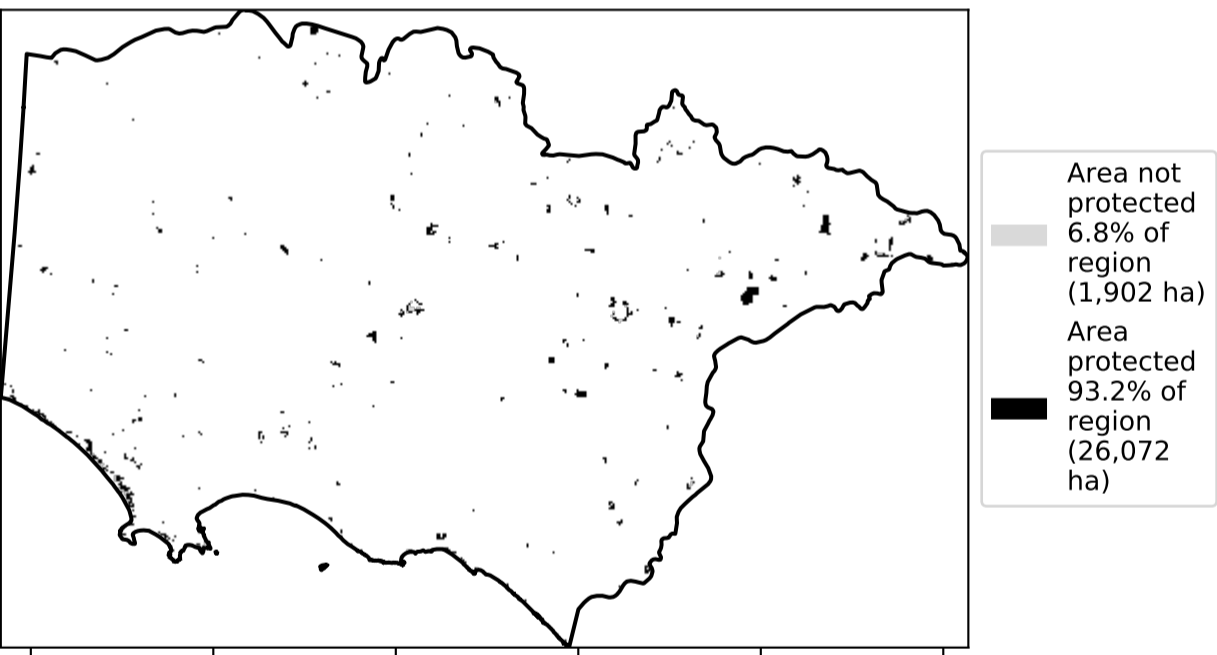 Area not
protected
6.8% of
region
(1,902 ha)
Area
protected
93.2% of
region
(26,072
ha)